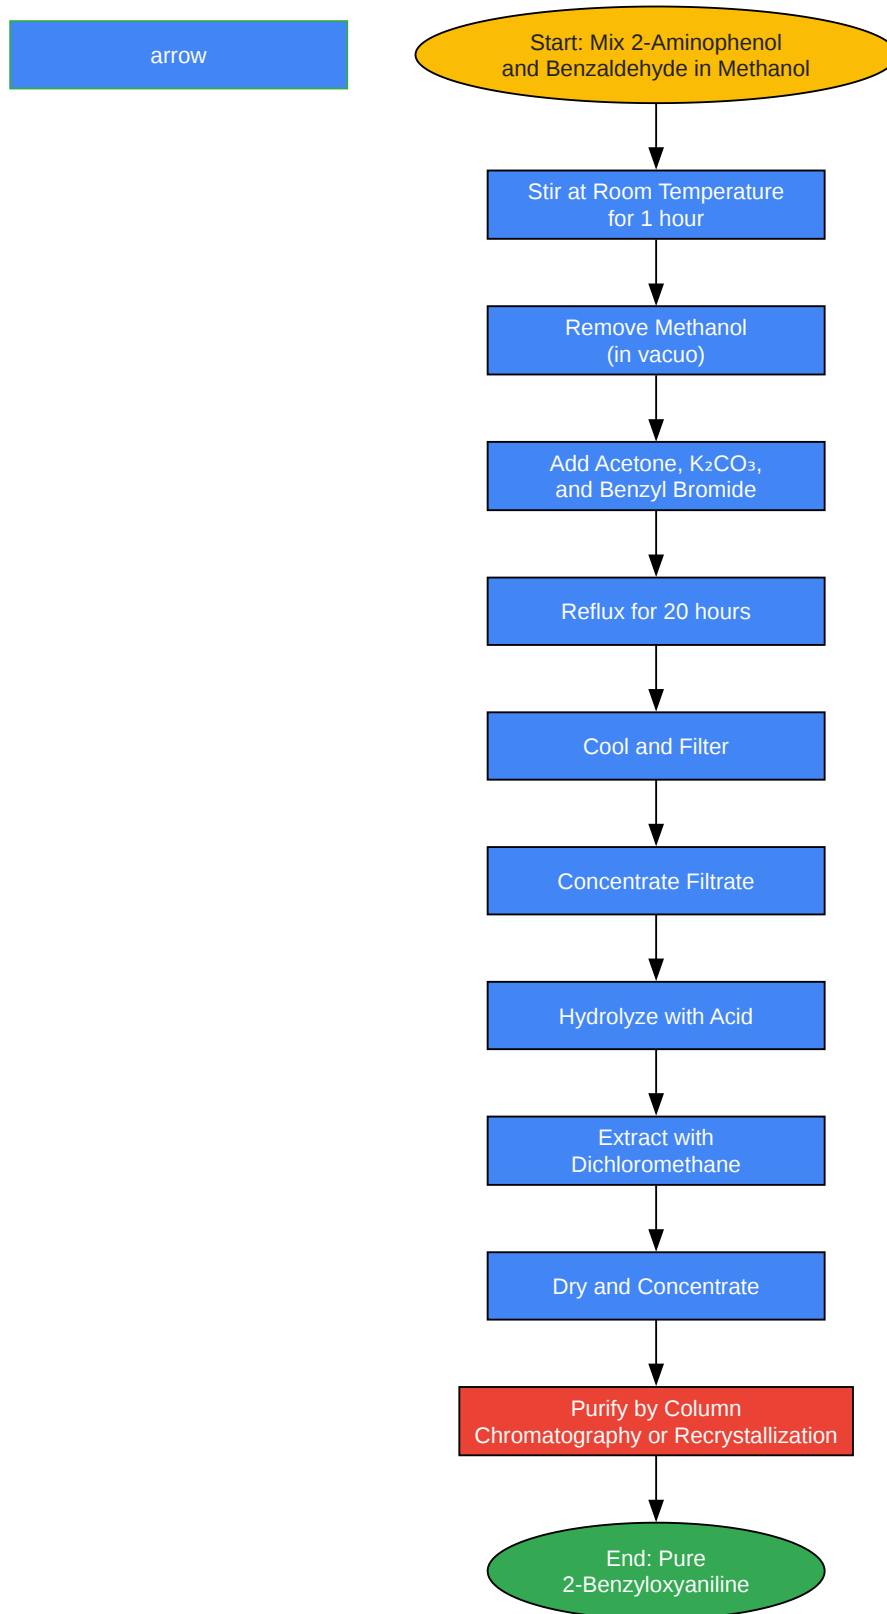 arrow
Start: Mix 2-Aminophenol
and Benzaldehyde in Methanol
Stir at Room Temperature
for 1 hour
Remove Methanol
(in vacuo)
Add Acetone, K₂CO₃,
and Benzyl Bromide
Reflux for 20 hours
Cool and Filter
Concentrate Filtrate
Hydrolyze with Acid
Extract with
Dichloromethane
Dry and Concentrate
Purify by Column
Chromatography or Recrystallization
End: Pure
2-Benzyloxyaniline